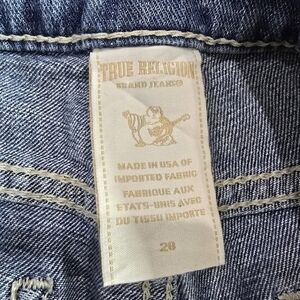 TRUE RELIGION
BRAND JEANS®
MADE IN USA OF
IMPORTED FABRIC
FABRIQUE AUX
ETATS-UNIS AVEC
DU TISSU IMPORTE
28